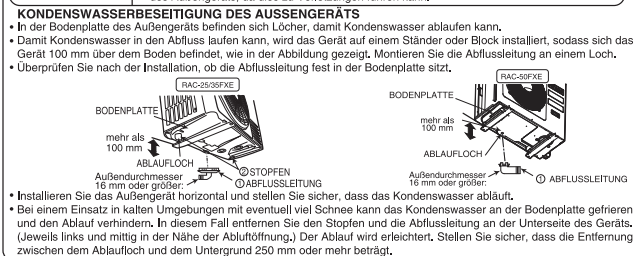 des Außengeräts, da dies zu Verletzungen führen kann.
KONDENSWASSERBESEITIGUNG DES AUSSENGERÄTS
• In der Bodenplatte des Außengeräts befinden sich Löcher, damit Kondenswasser ablaufen kann.
• Damit Kondenswasser in den Abfluss laufen kann, wird das Gerät auf einem Ständer oder Block installiert, sodass sich das
Gerät 100 mm über dem Boden befindet, wie in der Abbildung gezeigt. Montieren Sie die Abflussleitung an einem Loch.
• Überprüfen Sie nach der Installation, ob die Abflussleitung fest in der Bodenplatte sitzt.
RAC-25/35FXE
BODENPLATTE
mehr als
100 mm
ABLAUFLOCH
Außendurchmesser
16 mm oder größer:
②STOPFEN
①ABFLUSSLEITUNG
RAC-50FXE
BODENPLATTE
mehr als
100 mm
ABLAUFLOCH
Außendurchmesser
16 mm oder größer:
① ABFLUSSLEITUNG
• Installieren Sie das Außengerät horizontal und stellen Sie sicher, dass das Kondenswasser abläuft.
• Bei einem Einsatz in kalten Umgebungen mit eventuell viel Schnee kann das Kondenswasser an der Bodenplatte gefrieren
und den Ablauf verhindern. In diesem Fall entfernen Sie den Stopfen und die Abflussleitung an der Unterseite des Geräts.
(Jeweils links und mittig in der Nähe der Abluftöffnung.) Der Ablauf wird erleichtert. Stellen Sie sicher, dass die Entfernung
zwischen dem Ablaufloch und dem Untergrund 250 mm oder mehr beträgt.